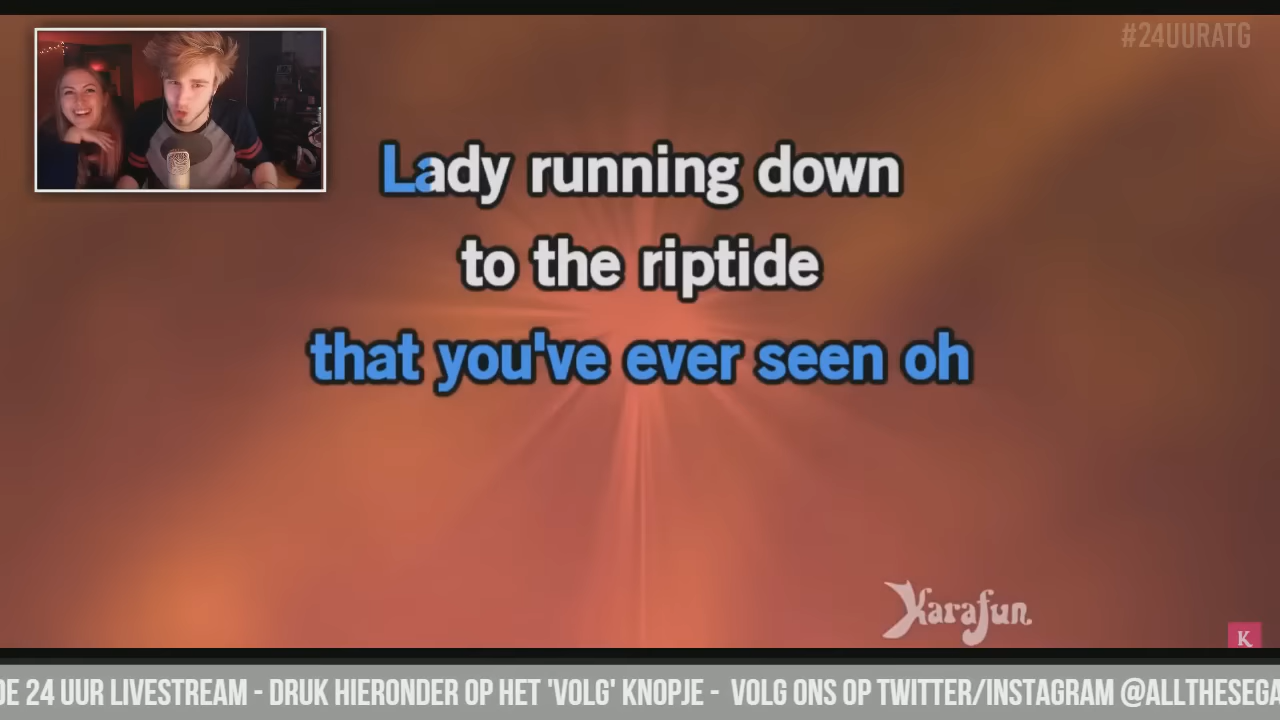 #24UURATG
Lady running down
to the riptide
that you've ever seen oh
Karafun
K
DE 24 UUR LIVESTREAM - DRUK HIERONDER OP HET 'VOLG' KNOPJE - VOLG ONS OP TWITTER/INSTAGRAM @ALLTHESEGA